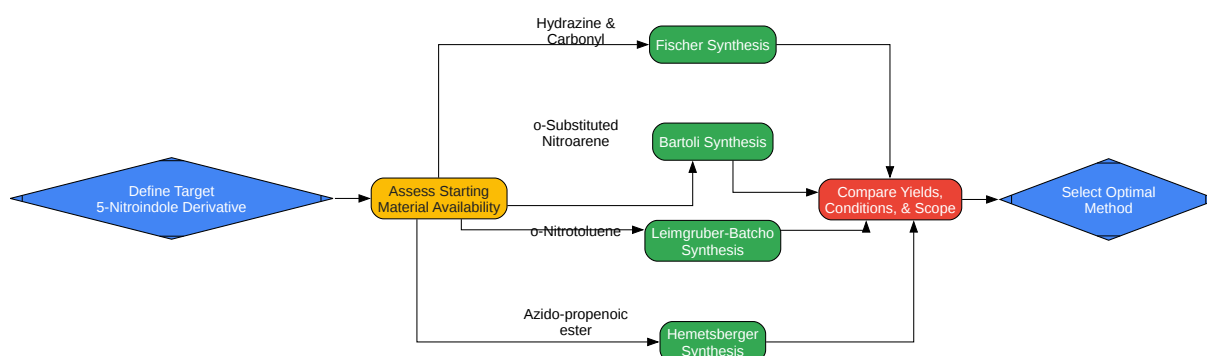 Hydrazine &
Carbonyl
Fischer Synthesis
o-Substituted
Nitroarene
Bartoli Synthesis
Define Target
5-Nitroindole Derivative
Assess Starting
Material Availability
Compare Yields,
Conditions, & Scope
Select Optimal
Method
o-Nitrotoluene
Leimgruber-Batcho
Synthesis
Azido-propenoic
ester
Hemetsberger
Synthesis